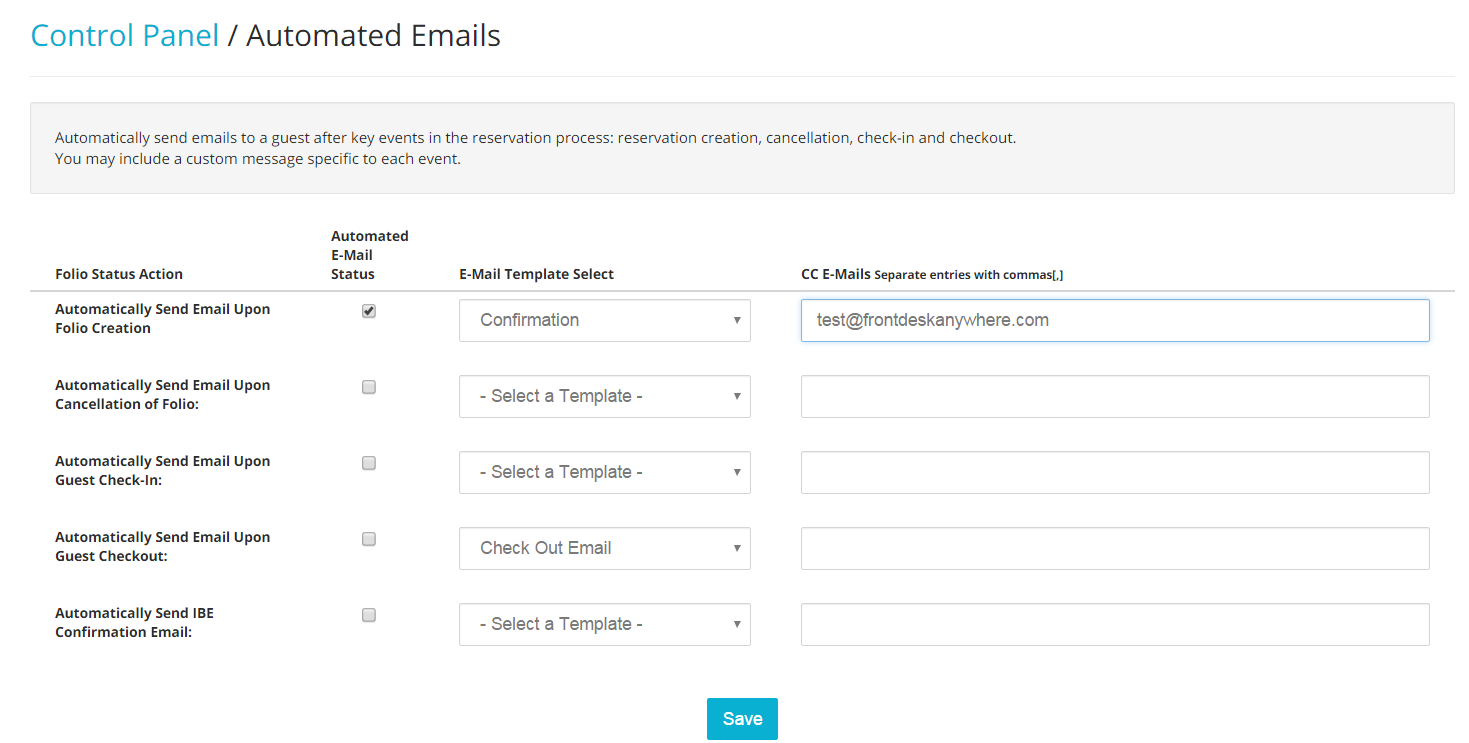 Control Panel / Automated Emails
Automatically send emails to a guest after key events in the reservation process: reservation creation, cancellation, check-in and checkout.
You may include a custom message specific to each event.
Automated
E-Mail
Folio Status Action Status E-Mail Template Select CC E-Mails Separate entries with commas[,]
Automatically Send Email Upon
Folio Creation
Confirmation
test@frontdeskanywhere.com
Automatically Send Email Upon
Cancellation of Folio:
- Select a Template -
Automatically Send Email Upon
Guest Check-In:
- Select a Template -
Automatically Send Email Upon
Guest Checkout:
Check Out Email
Automatically Send IBE
Confirmation Email:
- Select a Template -
Save